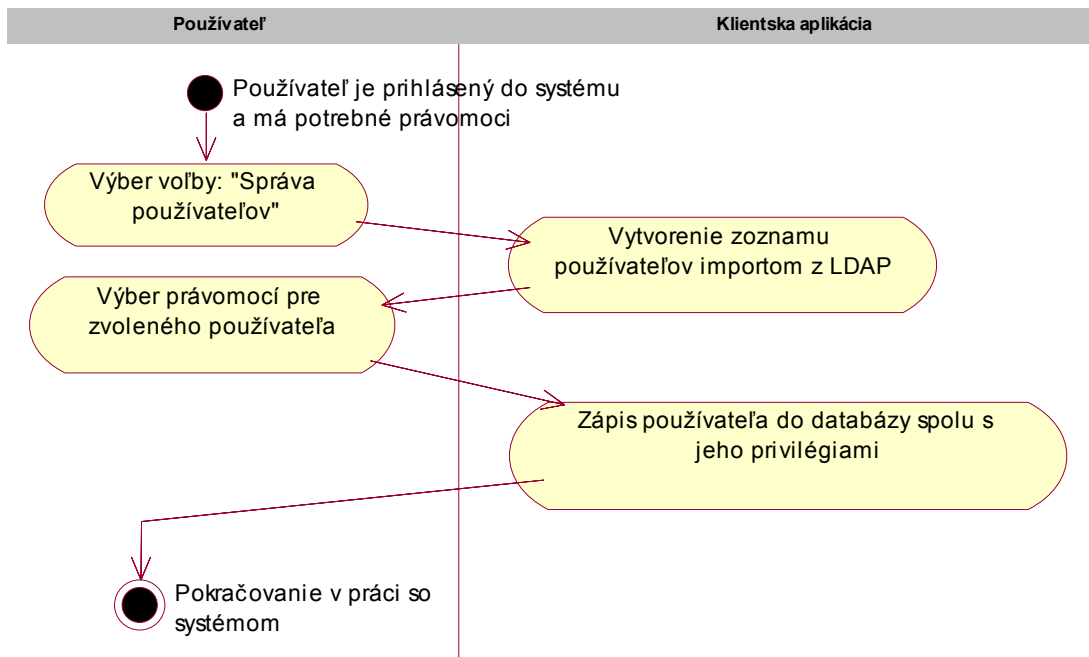 Používateľ
Klientska aplikácia
Používateľ je prihlásený do systému
a má potrebné právomoci
Výber voľby: "Správa
používateľov"
Vytvorenie zoznamu
používateľov importom z LDAP
Výber právomocí pre
zvoleného používateľa
Zápis používateľa do databázy spolu s
jeho privilégiami
Pokračovanie v práci so
systémom